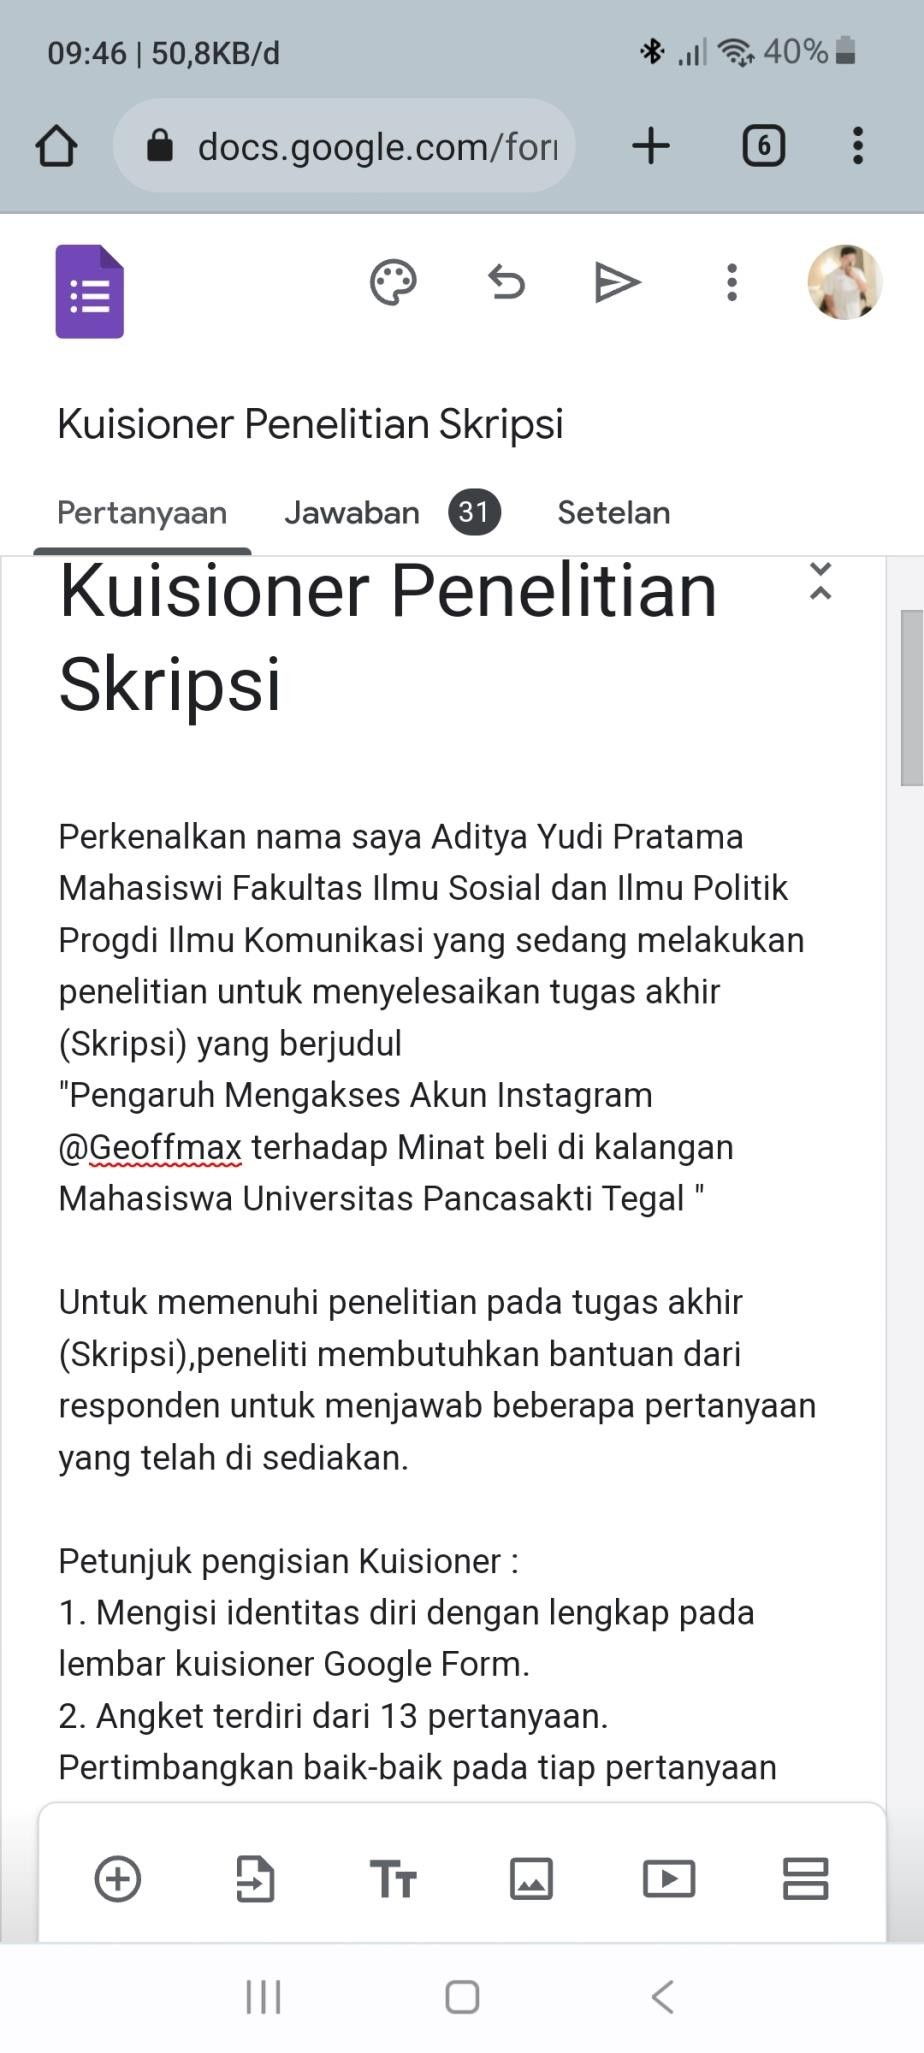 09:46 | 50,8KB/d
40%
docs.google.com/for
6
Kuisioner Penelitian Skripsi
Pertanyaan Jawaban 31 Setelan
Kuisioner Penelitian
Skripsi
Perkenalkan nama saya Aditya Yudi Pratama
Mahasiswi Fakultas Ilmu Sosial dan Ilmu Politik
Progdi Ilmu Komunikasi yang sedang melakukan
penelitian untuk menyelesaikan tugas akhir
(Skripsi) yang berjudul
"Pengaruh Mengakses Akun Instagram
@Geoffmax terhadap Minat beli di kalangan
Mahasiswa Universitas Pancasakti Tegal "
Untuk memenuhi penelitian pada tugas akhir
(Skripsi),peneliti membutuhkan bantuan dari
responden untuk menjawab beberapa pertanyaan
yang telah di sediakan.
Petunjuk pengisian Kuisioner :
1. Mengisi identitas diri dengan lengkap pada
lembar kuisioner Google Form.
2. Angket terdiri dari 13 pertanyaan.
Pertimbangkan baik-baik pada tiap pertanyaan
Tт